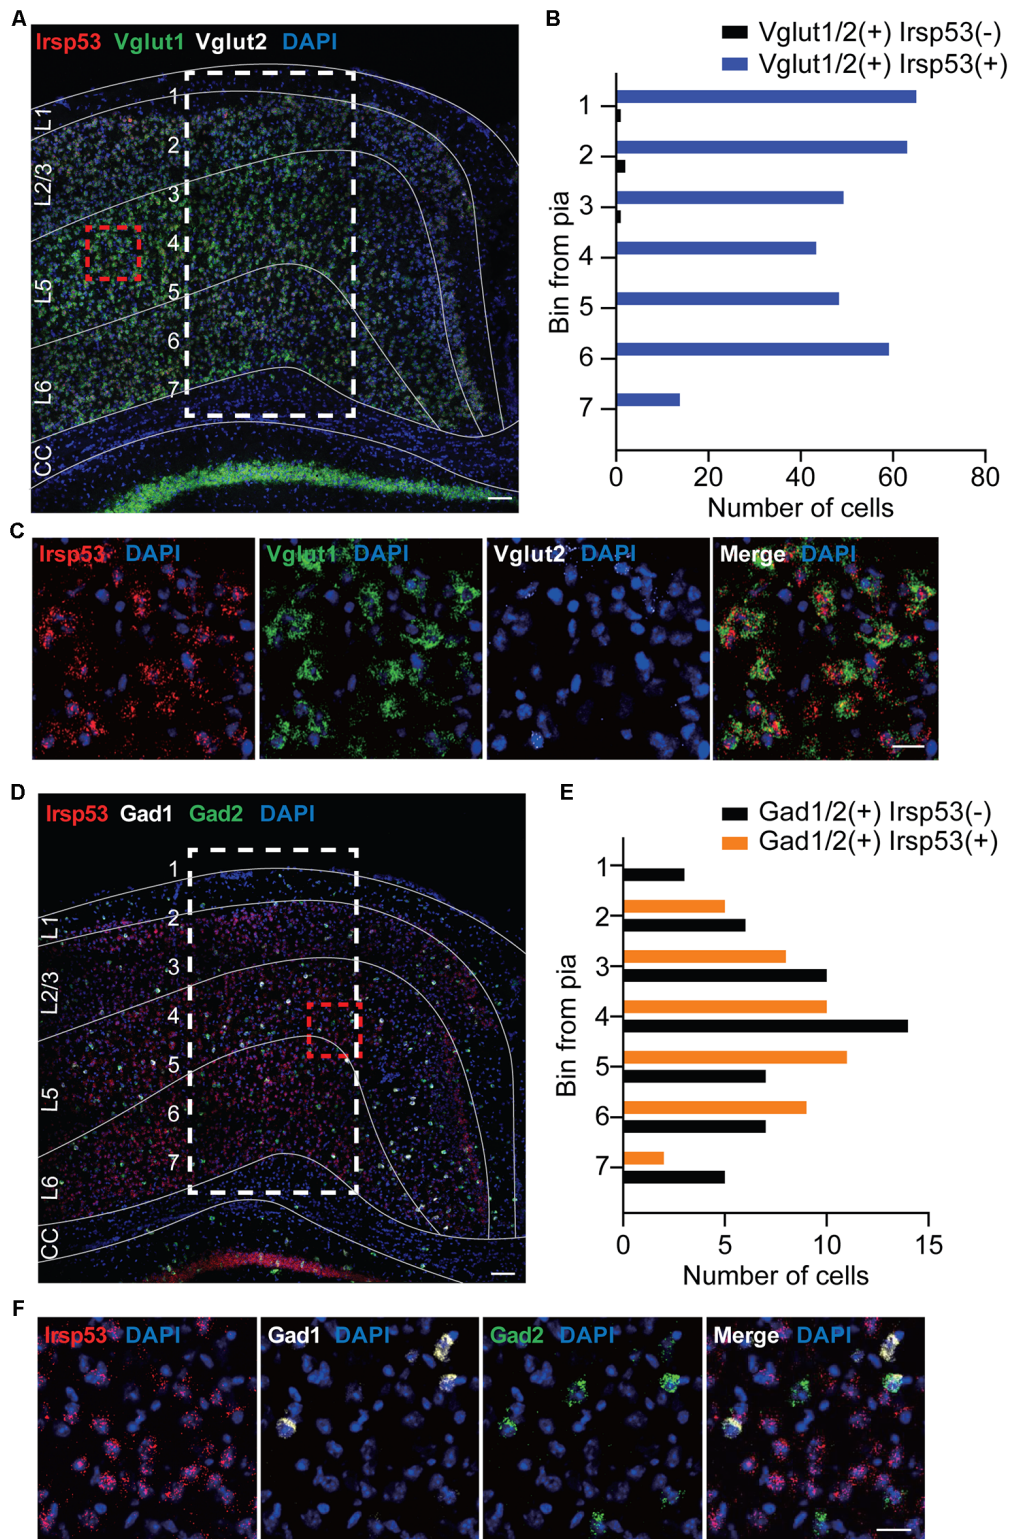 A
Irsp53 Vglut1 Vglut2 DAPI
L1
L2/3
L5
L6
CC
1
2
3
4
5
6
7
B
Vglut1/2(+) Irsp53(-)
Vglut1/2(+) Irsp53(+)
Bin from pia
1
2
3
4
5
6
7
0 20 40 60 80
Number of cells
C
Irsp53 DAPI
Vglut1 DAPI
Vglut2 DAPI
Merge DAPI
D
Irsp53 Gad1 Gad2 DAPI
L1
L2/3
L5
L6
CC
1
2
3
4
5
6
7
E
Gad1/2(+) Irsp53(-)
Gad1/2(+) Irsp53(+)
Bin from pia
1
2
3
4
5
6
7
0 5 10 15
Number of cells
F
Irsp53 DAPI
Gad1 DAPI
Gad2 DAPI
Merge DAPI